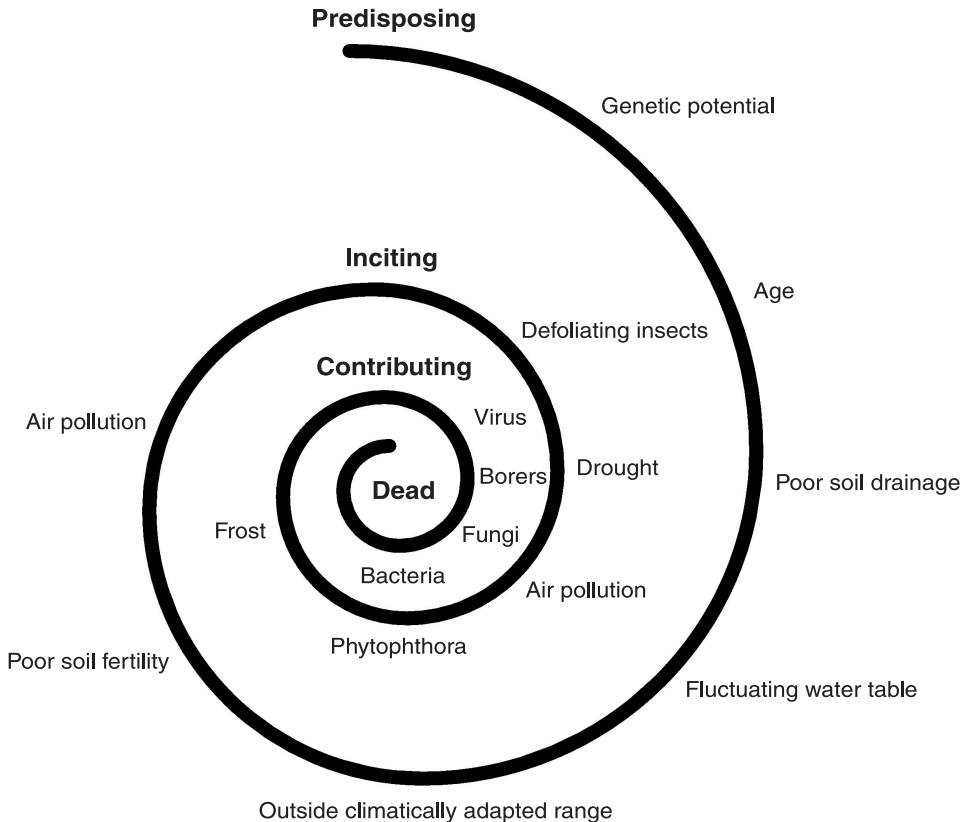 Predisposing
Genetic potential
Age
Poor soil drainage
Fluctuating water table
Outside climatically adapted range
Poor soil fertility
Air pollution
Inciting
Defoliating insects
Drought
Air pollution
Phytophthora
Frost
Contributing
Virus
Borers
Fungi
Bacteria
Dead